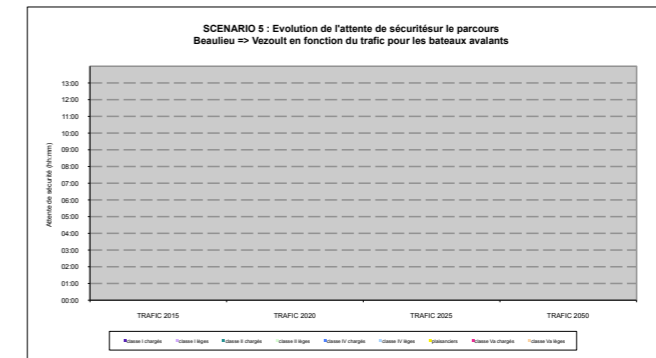 SCENARIO 5 : Evolution de l'attente de sécuritésur le parcours
Beaulieu => Vezoult en fonction du trafic pour les bateaux avalants
Attente de sécurité (hh:mm)
13:00
12:00
11:00
10:00
09:00
08:00
07:00
06:00
05:00
04:00
03:00
02:00
01:00
00:00
TRAFIC 2015 TRAFIC 2020 TRAFIC 2025 TRAFIC 2050
classe I chargés classe I lèges classe II chargés classe II lèges classe IV chargés classe IV lèges plaisanciers classe Va chargés classe Va lèges